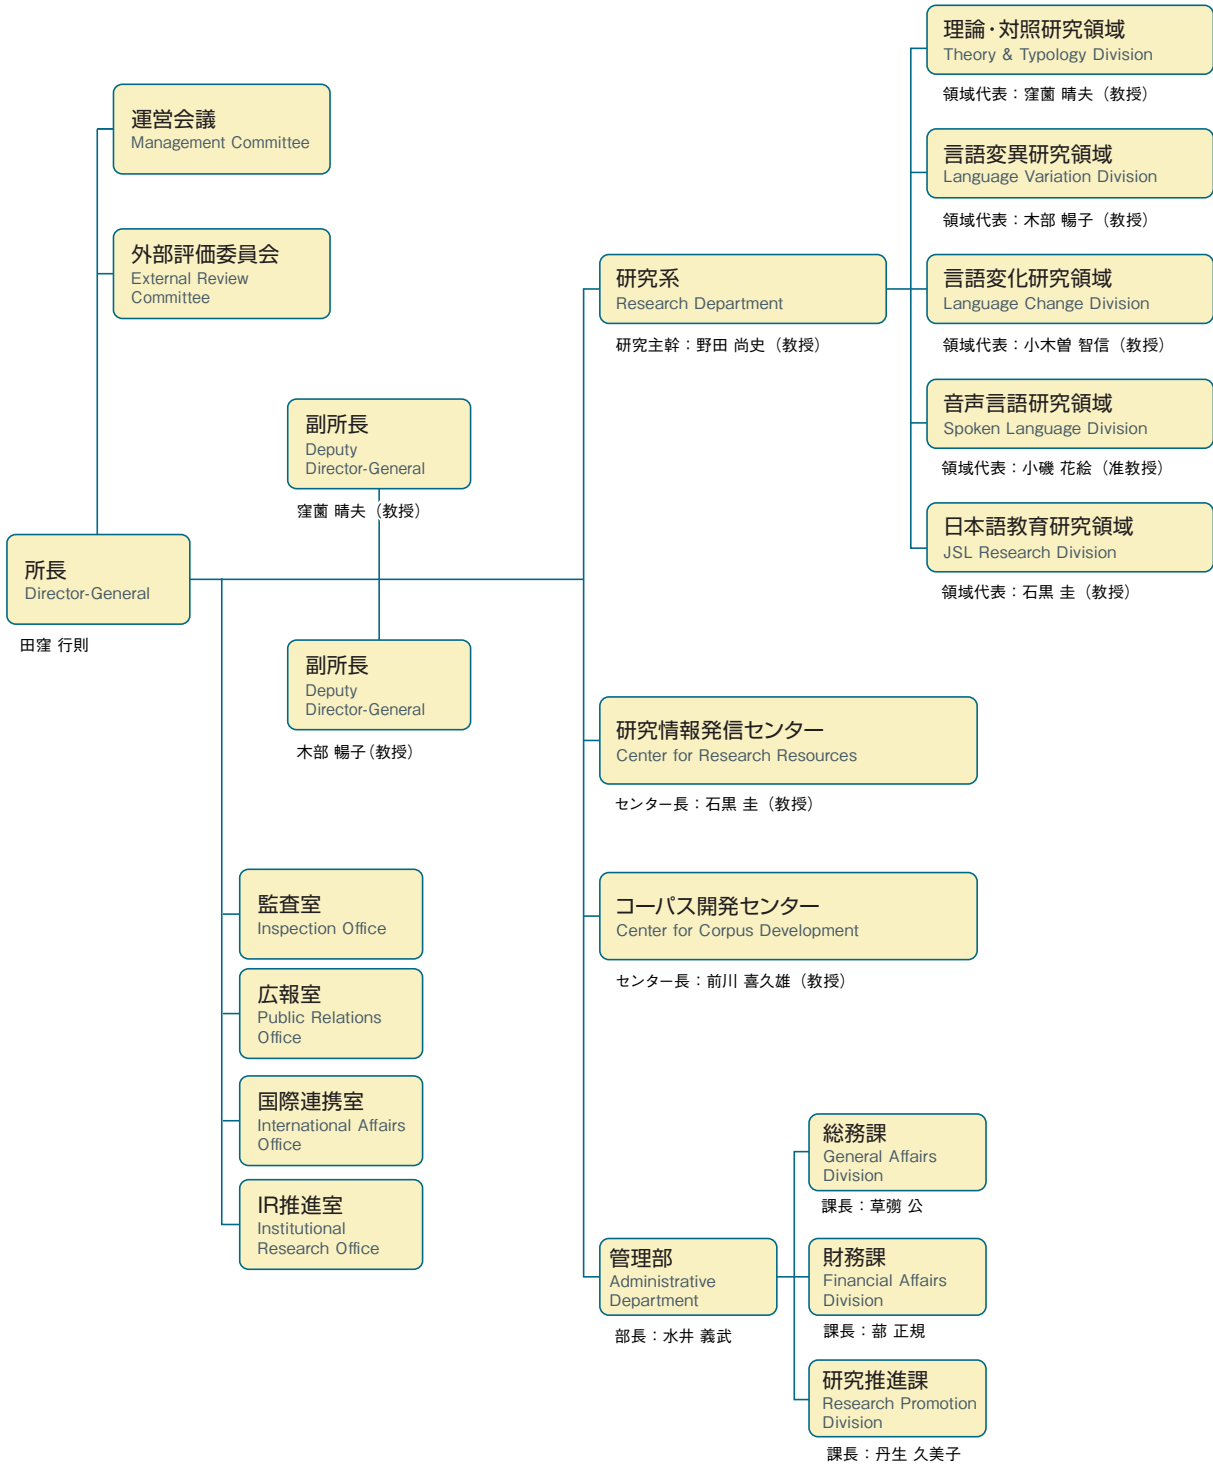 運営会議
Management Committee
外部評価委員会
External Review
Committee
所長
Director-General
田窪 行則
副所長
Deputy
Director-General
窪薗 晴夫（教授）
副所長
Deputy
Director-General
木部 暢子（教授）
監査室
Inspection Office
広報室
Public Relations
Office
国際連携室
International Affairs
Office
IR推進室
Institutional
Research Office
研究系
Research Department
研究主幹：野田 尚史（教授）
理論・対照研究領域
Theory & Typology Division
領域代表：窪薗 晴夫（教授）
言語変異研究領域
Language Variation Division
領域代表：木部 暢子（教授）
言語変化研究領域
Language Change Division
領域代表：小木曽 智信（教授）
音声言語研究領域
Spoken Language Division
領域代表：小磯 花絵（准教授）
日本語教育研究領域
JSL Research Division
領域代表：石黒 圭（教授）
研究情報発信センター
Center for Research Resources
センター長：石黒 圭（教授）
コーパス開発センター
Center for Corpus Development
センター長：前川 喜久雄（教授）
管理部
Administrative
Department
部長：水井 義武
総務課
General Affairs
Division
課長：草彅 公
財務課
Financial Affairs
Division
課長：蔀 正規
研究推進課
Research Promotion
Division
課長：丹生 久美子